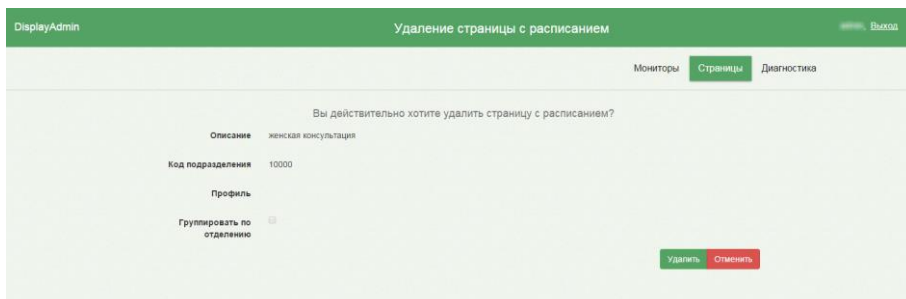 DisplayAdmin
Удаление страницы с расписанием
, Выход
Мониторы Страницы Диагностика
Вы действительно хотите удалить страницу с расписанием?
Описание женская консультация
Код подразделения 10000
Профиль
Группировать по
отделению
Удалить Отменить